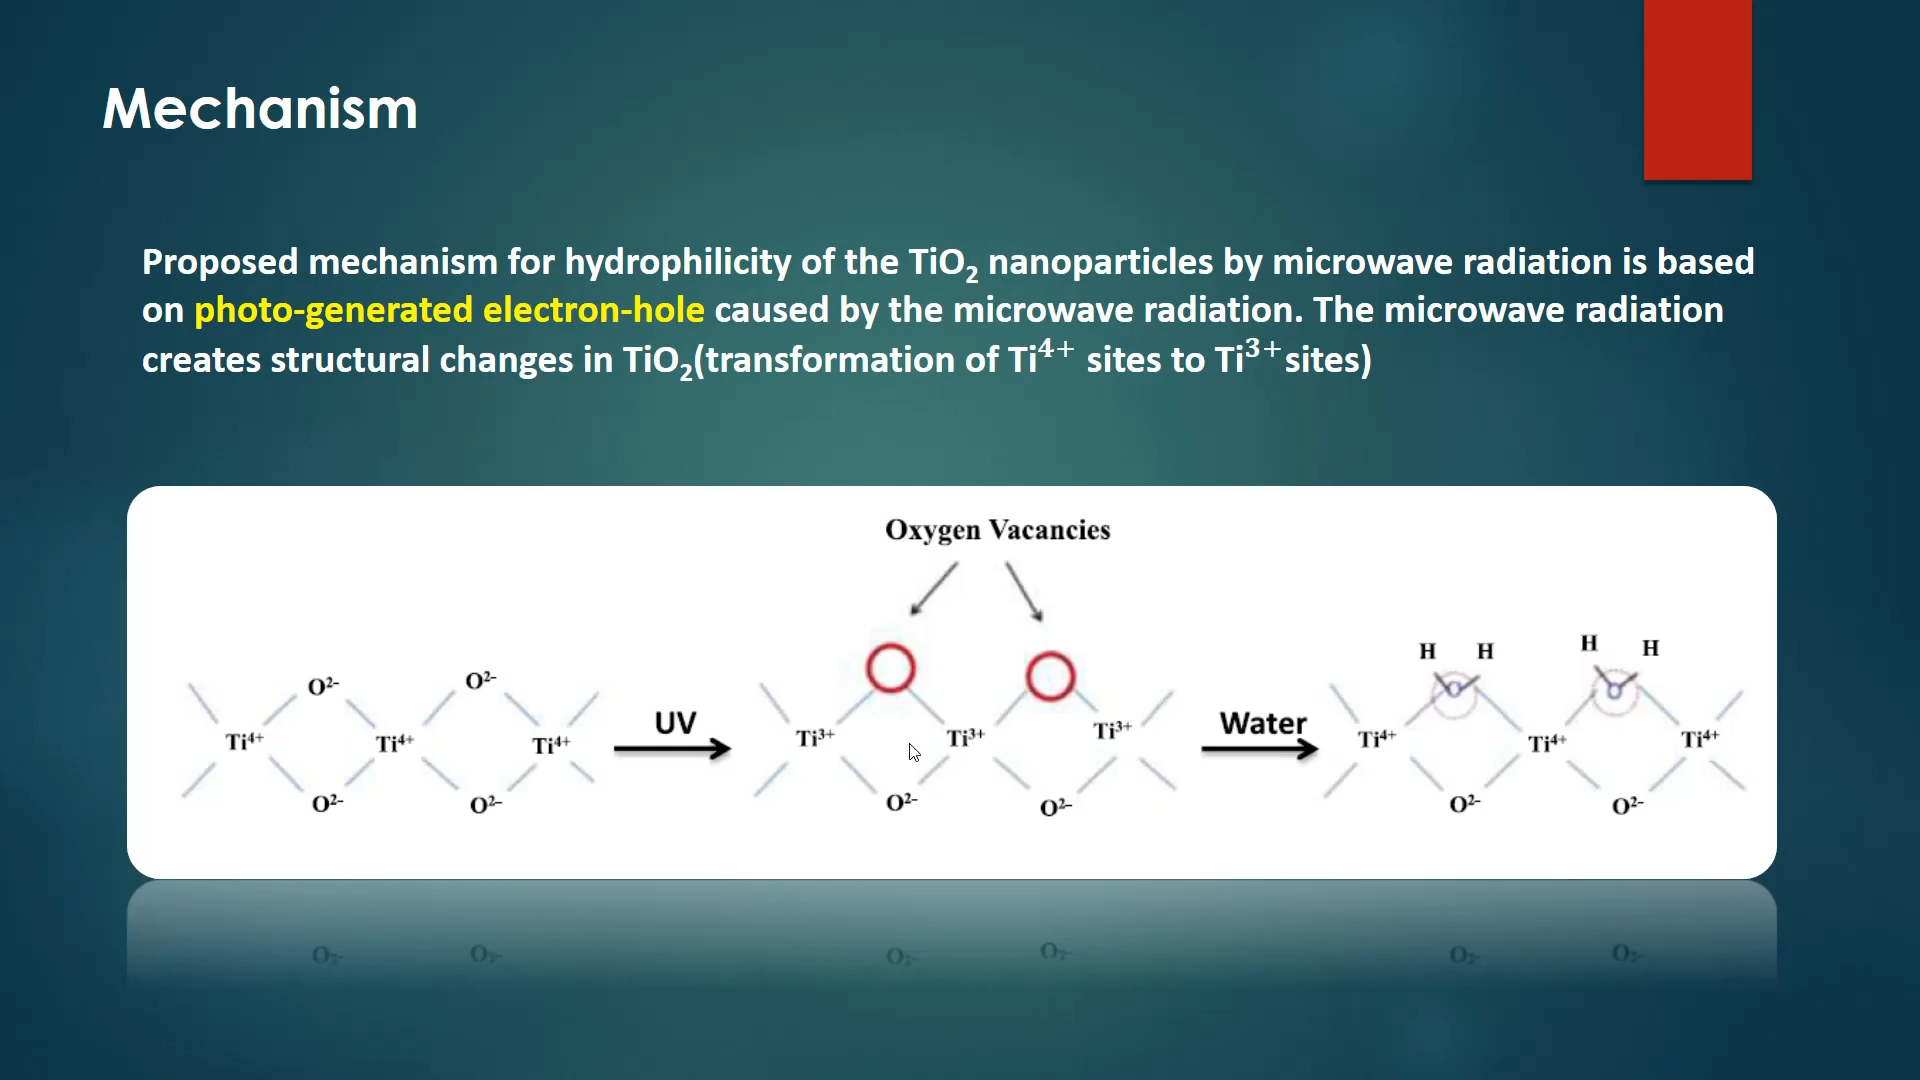 Mechanism
Proposed mechanism for hydrophilicity of the TiO₂ nanoparticles by microwave radiation is based
on photo-generated electron-hole caused by the microwave radiation. The microwave radiation
creates structural changes in TiO₂(transformation of Ti⁴⁺ sites to Ti³⁺sites)
Oxygen Vacancies
O²⁻ O²⁻
Ti⁴⁺ Ti⁴⁺ Ti⁴⁺
O²⁻ O²⁻
UV
Ti³⁺ Ti³⁺ Ti³⁺
O²⁻ O²⁻
Water
H H H H
O O
Ti⁴⁺ Ti⁴⁺ Ti⁴⁺
O²⁻ O²⁻